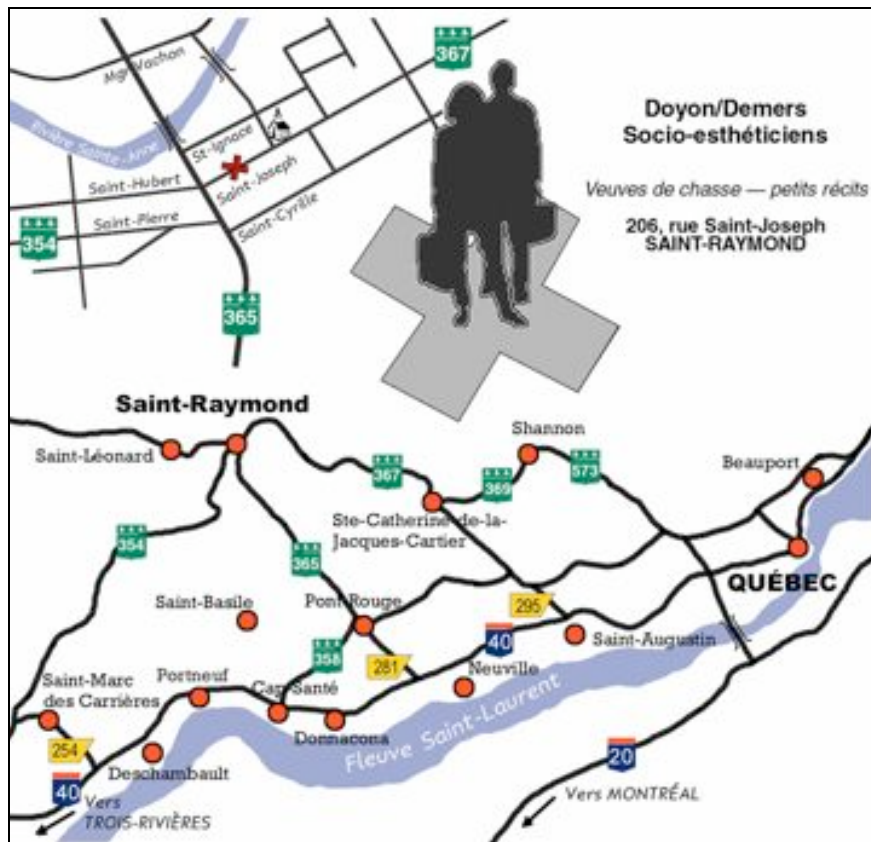 367
Mgr Vachon
Rivière Sainte-Anne
St-Ignace
Saint-Hubert
Saint-Joseph
Saint-Pierre
Saint-Cyrille
354
365
Doyon/Demers
Socio-esthéticiens
Veuves de chasse — petits récits
206, rue Saint-Joseph
SAINT-RAYMOND
Saint-Raymond
Saint-Léonard
Shannon
Beauport
367
369
573
Ste-Catherine-de-la-
Jacques-Cartier
354
365
QUÉBEC
Saint-Basile
Pont-Rouge
295
40
Saint-Augustin
358
281
Neuville
Saint-Marc
des Carrières
Portneuf
Cap-Santé
Donnacona
Fleuve Saint-Laurent
254
Deschambault
20
40
Vers
TROIS-RIVIÈRES
Vers MONTRÉAL